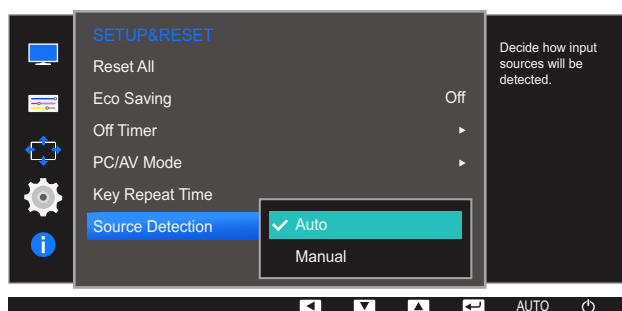 SETUP&RESET
Reset All
Eco Saving Off
Off Timer
PC/AV Mode
Key Repeat Time
Source Detection
Auto
Manual
Decide how input
sources will be
detected.
AUTO